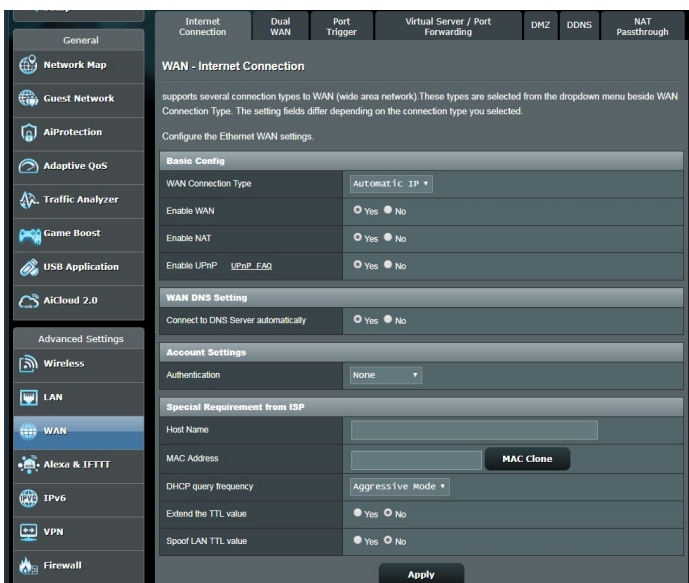 General
Network Map
Guest Network
AiProtection
Adaptive QoS
Traffic Analyzer
Game Boost
USB Application
AiCloud 2.0
Advanced Settings
Wireless
LAN
WAN
Alexa & IFTTT
IPv6
VPN
Firewall
Internet Connection
Dual WAN
Port Trigger
Virtual Server / Port Forwarding
DMZ
DDNS
NAT Passthrough
WAN - Internet Connection
supports several connection types to WAN (wide area network).These types are selected from the dropdown menu beside WAN
Connection Type. The setting fields differ depending on the connection type you selected.
Configure the Ethernet WAN settings.
Basic Config
WAN Connection Type Automatic IP
Enable WAN Yes No
Enable NAT Yes No
Enable UPnP UPnP FAQ Yes No
WAN DNS Setting
Connect to DNS Server automatically Yes No
Account Settings
Authentication None
Special Requirement from ISP
Host Name
MAC Address MAC Clone
DHCP query frequency Aggressive Mode
Extend the TTL value Yes No
Spoof LAN TTL value Yes No
Apply